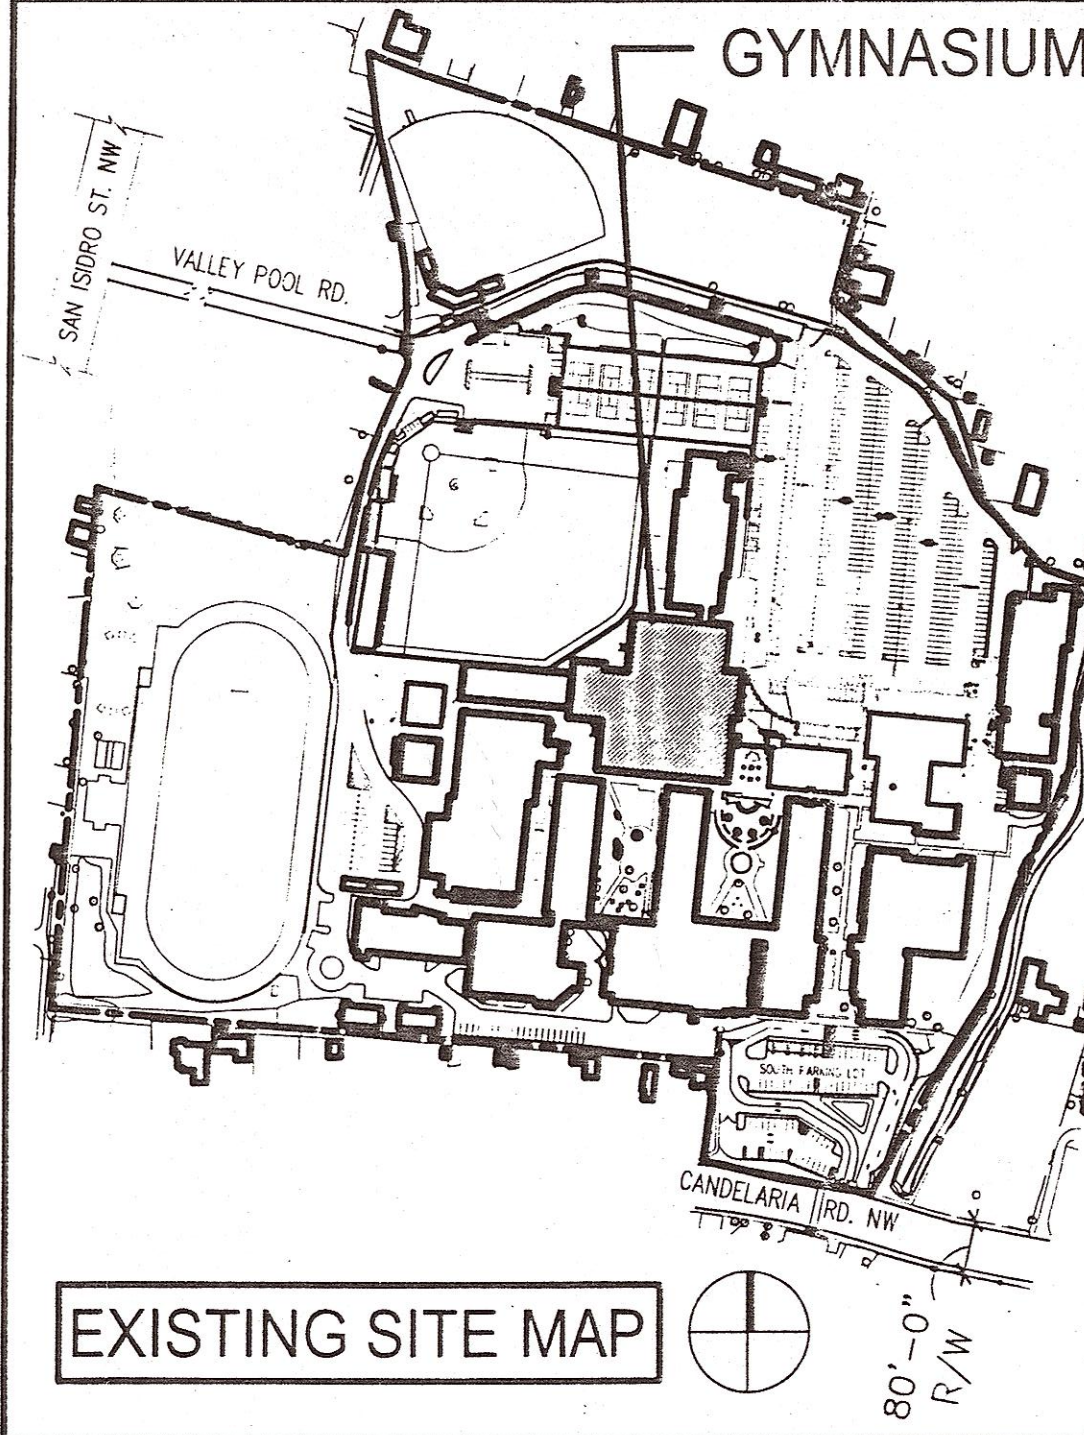 GYMNASIUM
SAN ISIDRO ST. NW
VALLEY POOL RD.
SOUTH PARKING LOT
CANDELARIA RD. NW
EXISTING SITE MAP
80'-0"
R/W